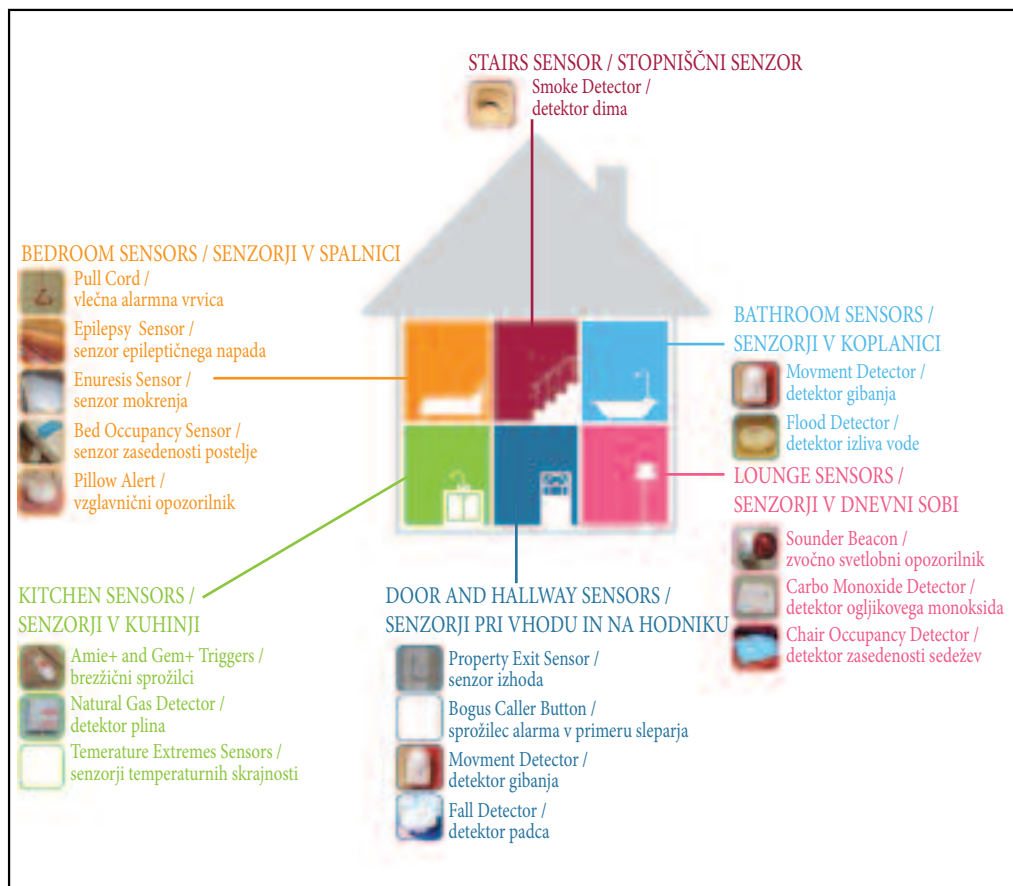 STAIRS SENSOR / STOPNIŠČNI SENZOR
Smoke Detector /
detektor dima
BEDROOM SENSORS / SENZORJI V SPALNICI
Pull Cord /
vlečna alarmna vrvica
Epilepsy Sensor /
senzor epileptičnega napada
Enuresis Sensor /
senzor mokrenja
Bed Occupancy Sensor /
senzor zasedenosti postelje
Pillow Alert /
vzglavnični opozorilnik
BATHROOM SENSORS /
SENZORJI V KOPLANICI
Movment Detector /
detektor gibanja
Flood Detector /
detektor izliva vode
LOUNGE SENSORS /
SENZORJI V DNEVNI SOBI
Sounder Beacon /
zvočno svetlobni opozorilnik
Carbo Monoxide Detector /
detektor ogljikovega monoksida
Chair Occupancy Detector /
detektor zasedenosti sedežev
KITCHEN SENSORS /
SENZORJI V KUHINJI
Amie+ and Gem+ Triggers /
brezžični sprožilci
Natural Gas Detector /
detektor plina
Temerature Extremes Sensors /
senzorji temperaturnih skrajnosti
DOOR AND HALLWAY SENSORS /
SENZORJI PRI VHODU IN NA HODNIKU
Property Exit Sensor /
senzor izhoda
Bogus Caller Button /
sprožilec alarma v primeru sleparja
Movment Detector /
detektor gibanja
Fall Detector /
detektor padca